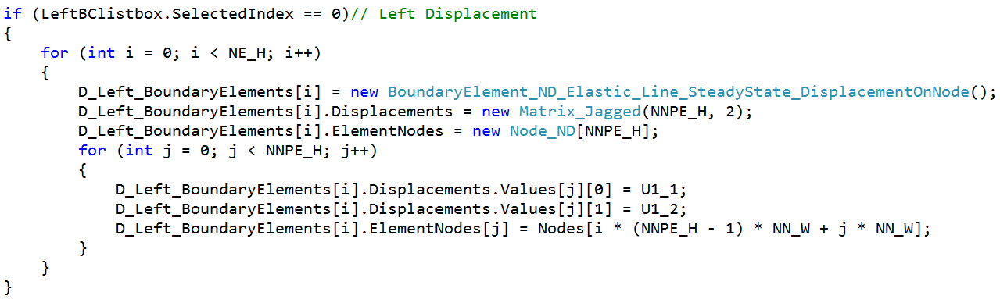 if (LeftBClistbox.SelectedIndex == 0)// Left Displacement
{
    for (int i = 0; i < NE_H; i++)
    {
        D_Left_BoundaryElements[i] = new BoundaryElement_ND_Elastic_Line_SteadyState_DisplacementOnNode();
        D_Left_BoundaryElements[i].Displacements = new Matrix_Jagged(NNPE_H, 2);
        D_Left_BoundaryElements[i].ElementNodes = new Node_ND[NNPE_H];
        for (int j = 0; j < NNPE_H; j++)
        {
            D_Left_BoundaryElements[i].Displacements.Values[j][0] = U1_1;
            D_Left_BoundaryElements[i].Displacements.Values[j][1] = U1_2;
            D_Left_BoundaryElements[i].ElementNodes[j] = Nodes[i * (NNPE_H - 1) * NN_W + j * NN_W];
        }
    }
}